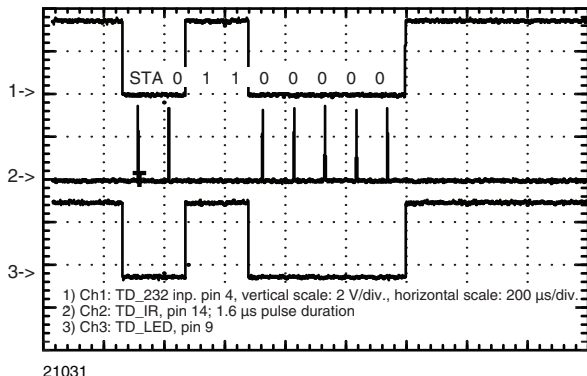 STA 0 1 1 0 0 0 0 0
1->
2->
3->
1) Ch1: TD_232 inp. pin 4, vertical scale: 2 V/div., horizontal scale: 200 µs/div.
2) Ch2: TD_IR, pin 14; 1.6 µs pulse duration
3) Ch3: TD_LED, pin 9
21031